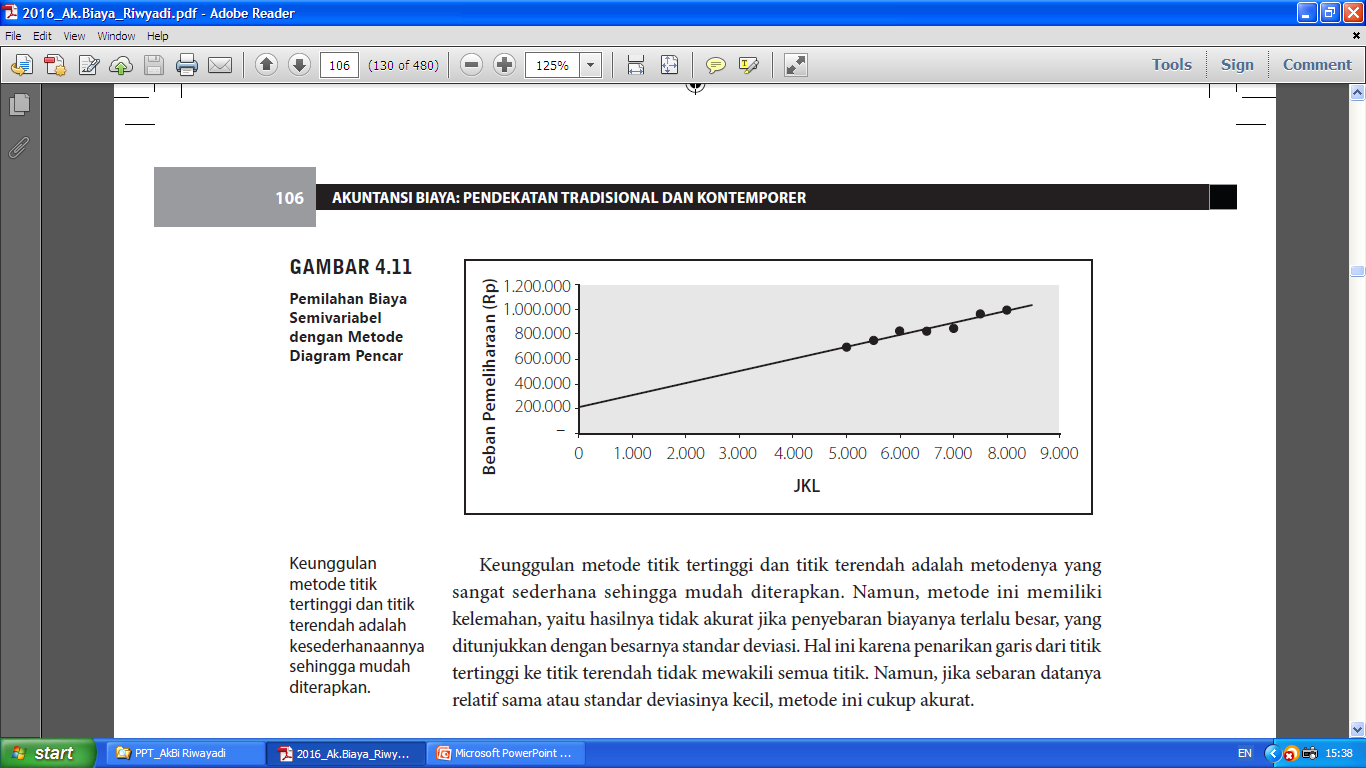 2016_Ak.Biaya_Riwyadi.pdf - Adobe Reader
File Edit View Window Help
106 (130 of 480) 125% Tools Sign Comment
106 AKUNTANSI BIAYA: PENDEKATAN TRADISIONAL DAN KONTEMPORER
GAMBAR 4.11
Pemilahan Biaya
Semivariabel
dengan Metode
Diagram Pencar
Beban Pemeliharaan (Rp)
1.200.000
1.000.000
800.000
600.000
400.000
200.000
–
0 1.000 2.000 3.000 4.000 5.000 6.000 7.000 8.000 9.000
JKL
Keunggulan
metode titik
tertinggi dan titik
terendah adalah
kesederhanaannya
sehingga mudah
diterapkan.
Keunggulan metode titik tertinggi dan titik terendah adalah metodenya yang
sangat sederhana sehingga mudah diterapkan. Namun, metode ini memiliki
kelemahan, yaitu hasilnya tidak akurat jika penyebaran biayanya terlalu besar, yang
ditunjukkan dengan besarnya standar deviasi. Hal ini karena penarikan garis dari titik
tertinggi ke titik terendah tidak mewakili semua titik. Namun, jika sebaran datanya
relatif sama atau standar deviasinya kecil, metode ini cukup akurat.
start PPT_AkBi Riwayadi 2016_Ak.Biaya_Riwy... Microsoft PowerPoint ... EN 15:38